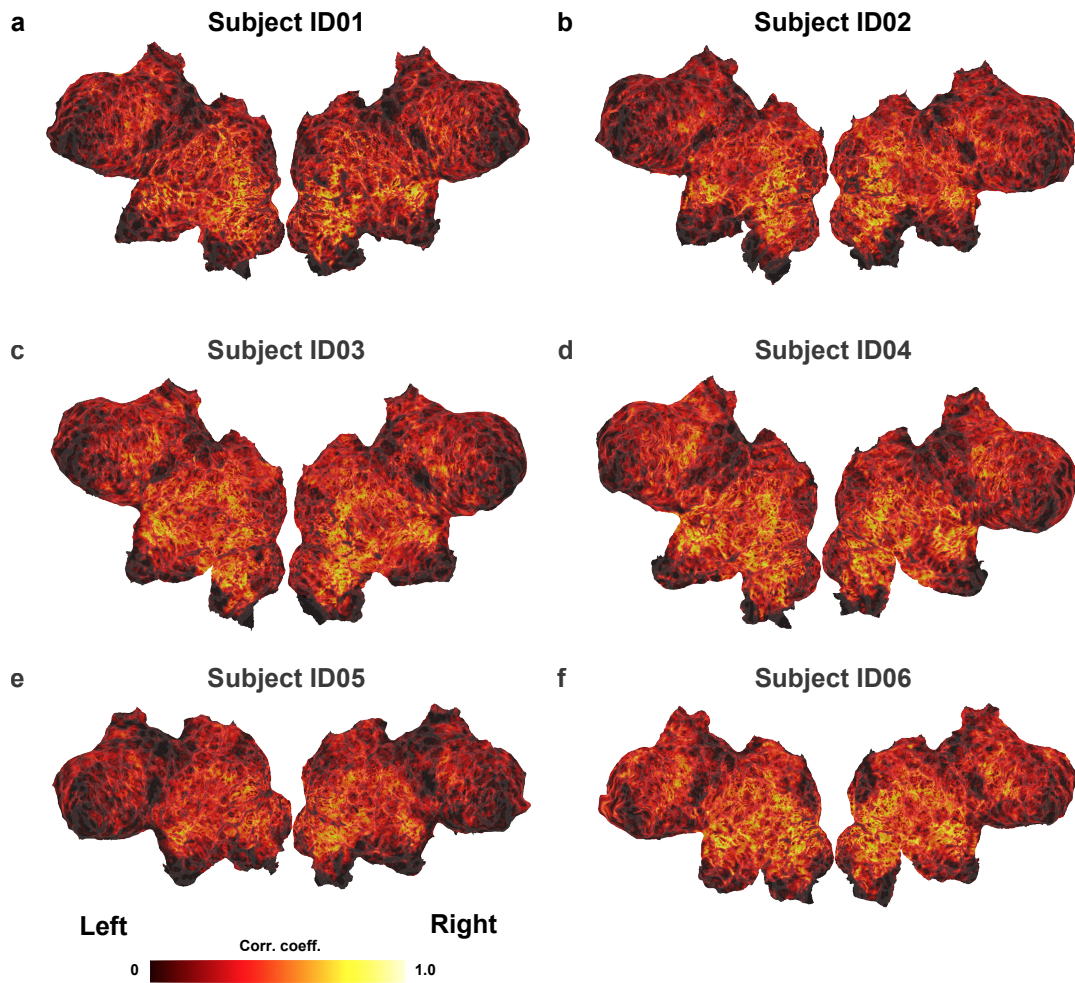 a Subject ID01
b Subject ID02
c Subject ID03
d Subject ID04
e Subject ID05
f Subject ID06
Left
Right
Corr. coeff.
0 1.0